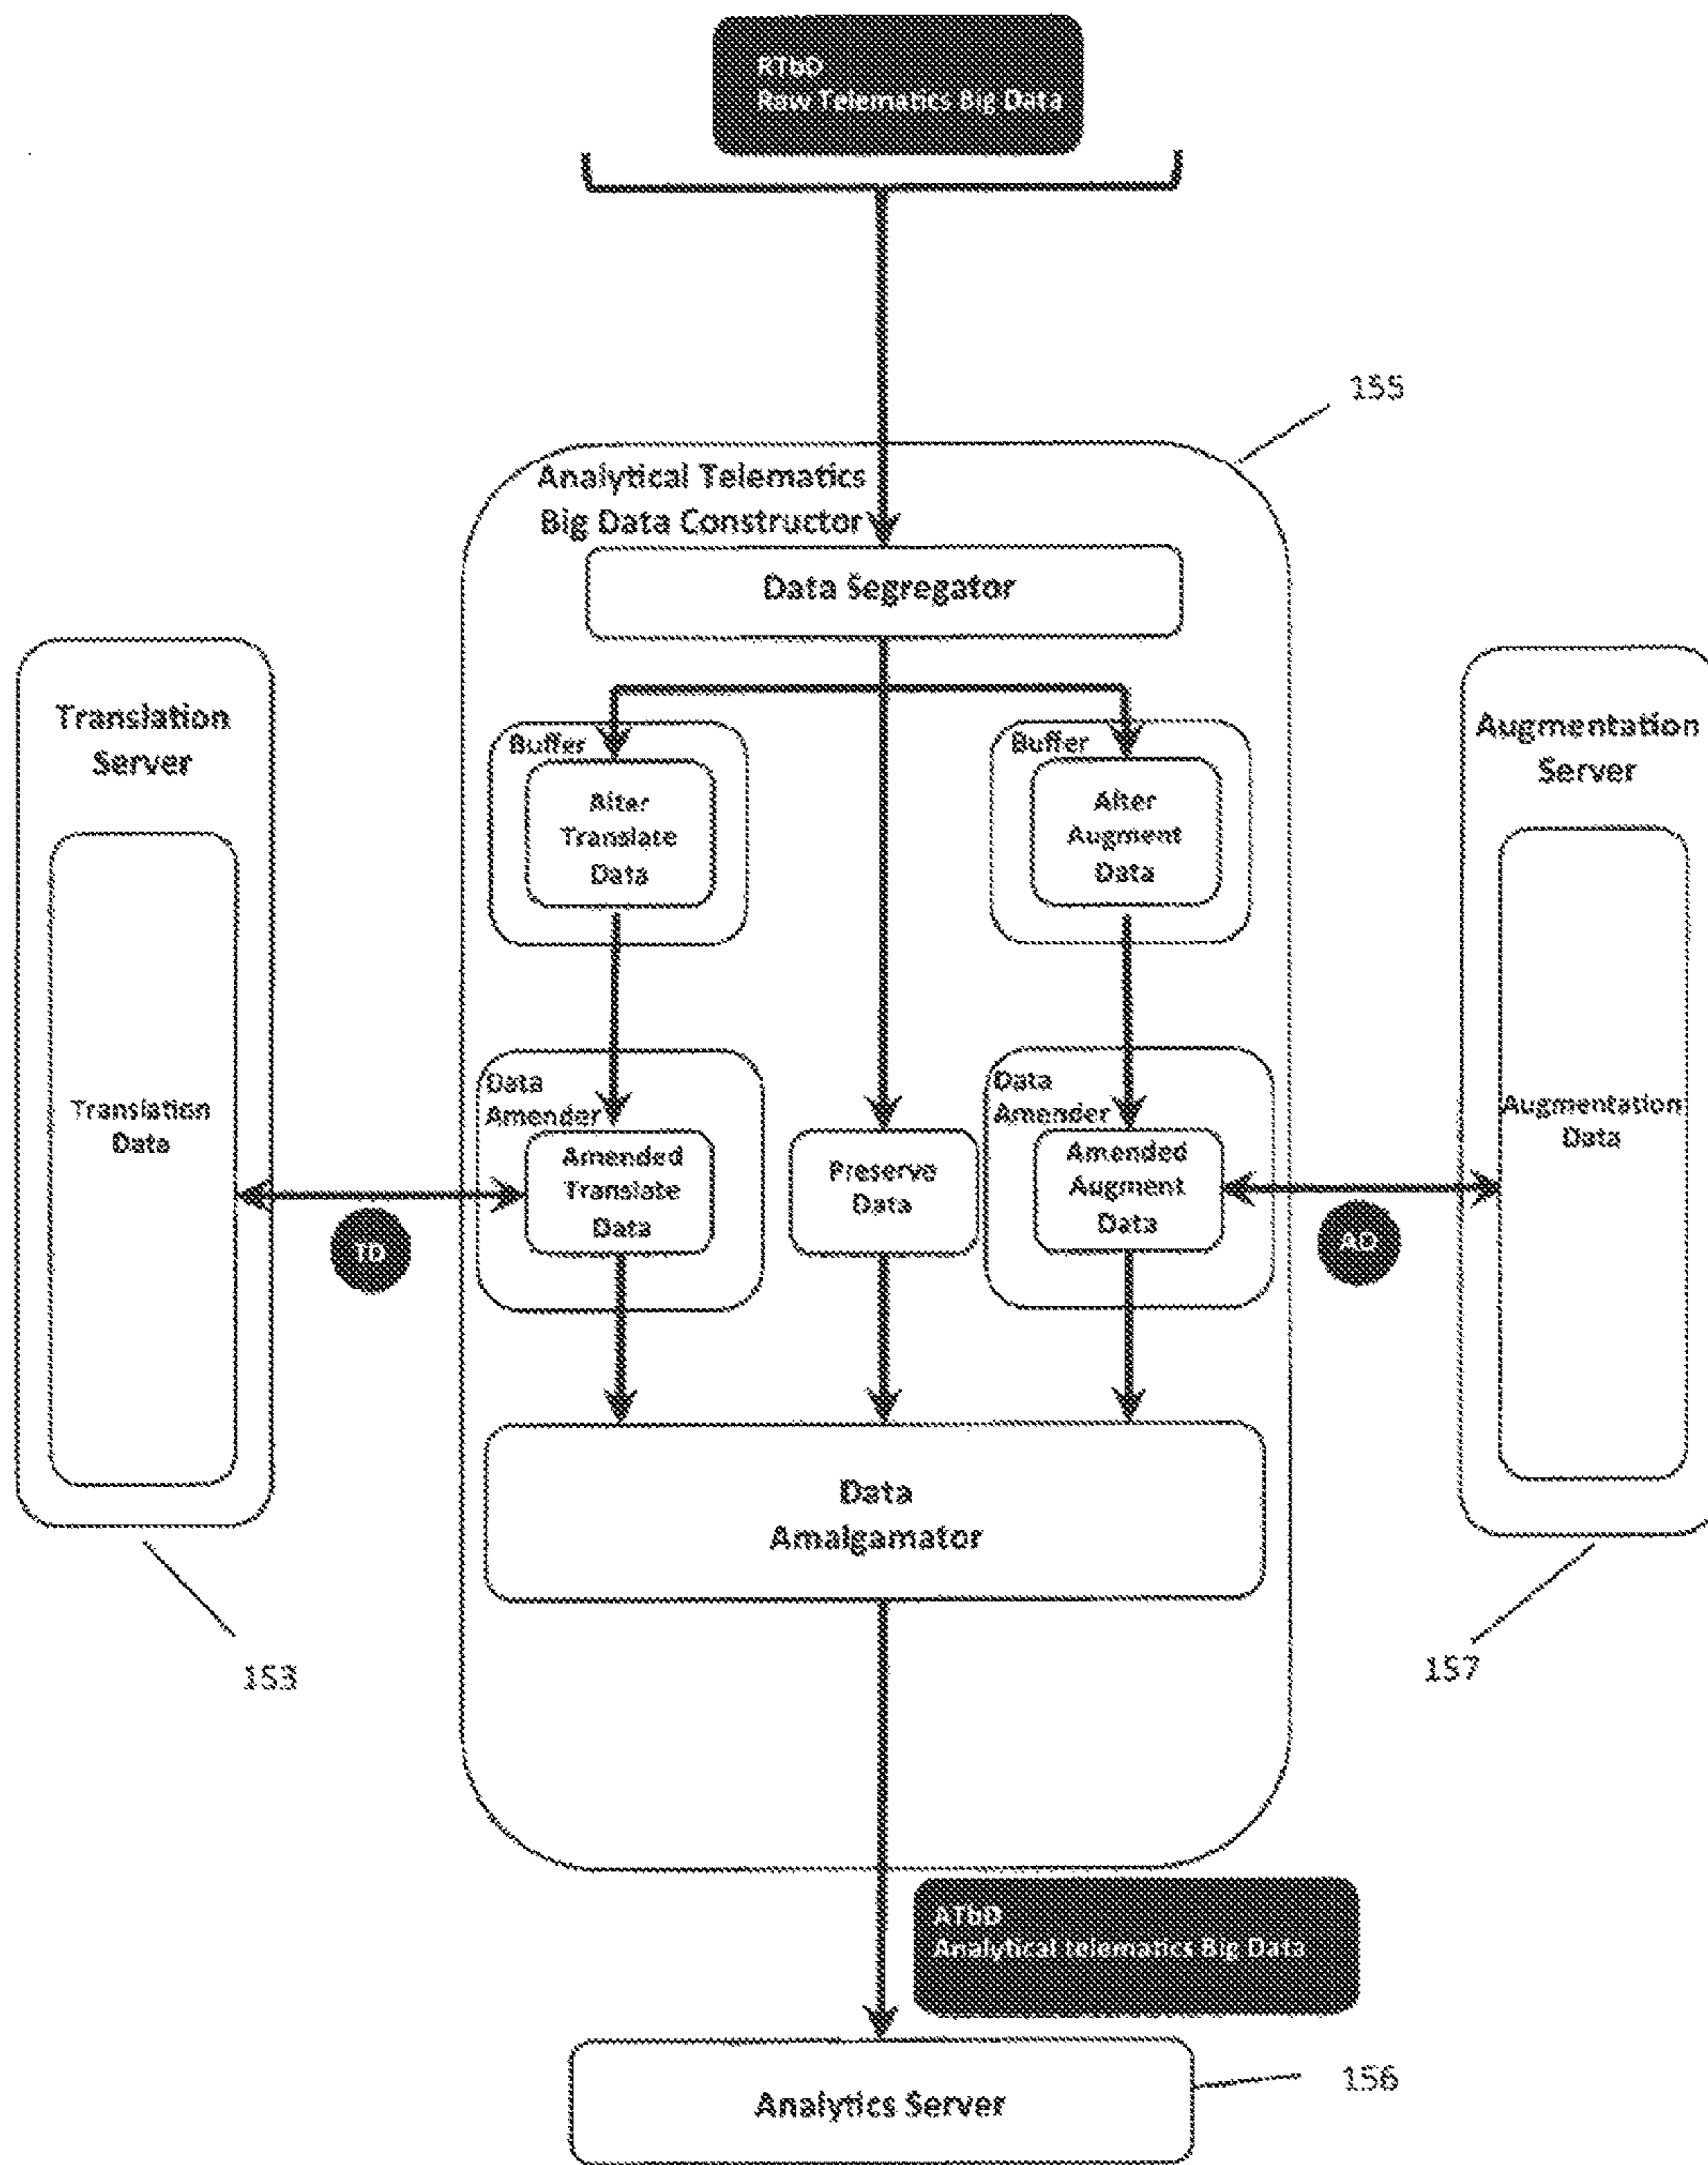 RTbD
Raw Telematics Big Data
155
Analytical Telematics
Big Data Constructor
Data Segregator
Translation
Server
Augmentation
Server
Buffer
Alter
Translate
Data
Buffer
Alter
Augment
Data
Translation
Data
Data
Amender
Amended
Translate
Data
Preserve
Data
Data
Amender
Amended
Augment
Data
Augmentation
Data
TD
AD
Data
Amalgamator
153
157
ATbD
Analytical Telematics Big Data
Analytics Server
156